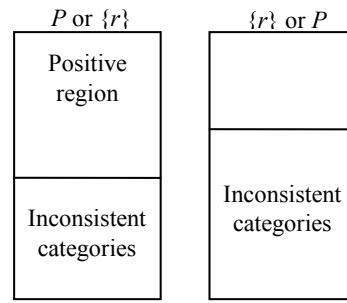 P or {r}
Positive
region
Inconsistent
categories
{r} or P
Inconsistent
categories